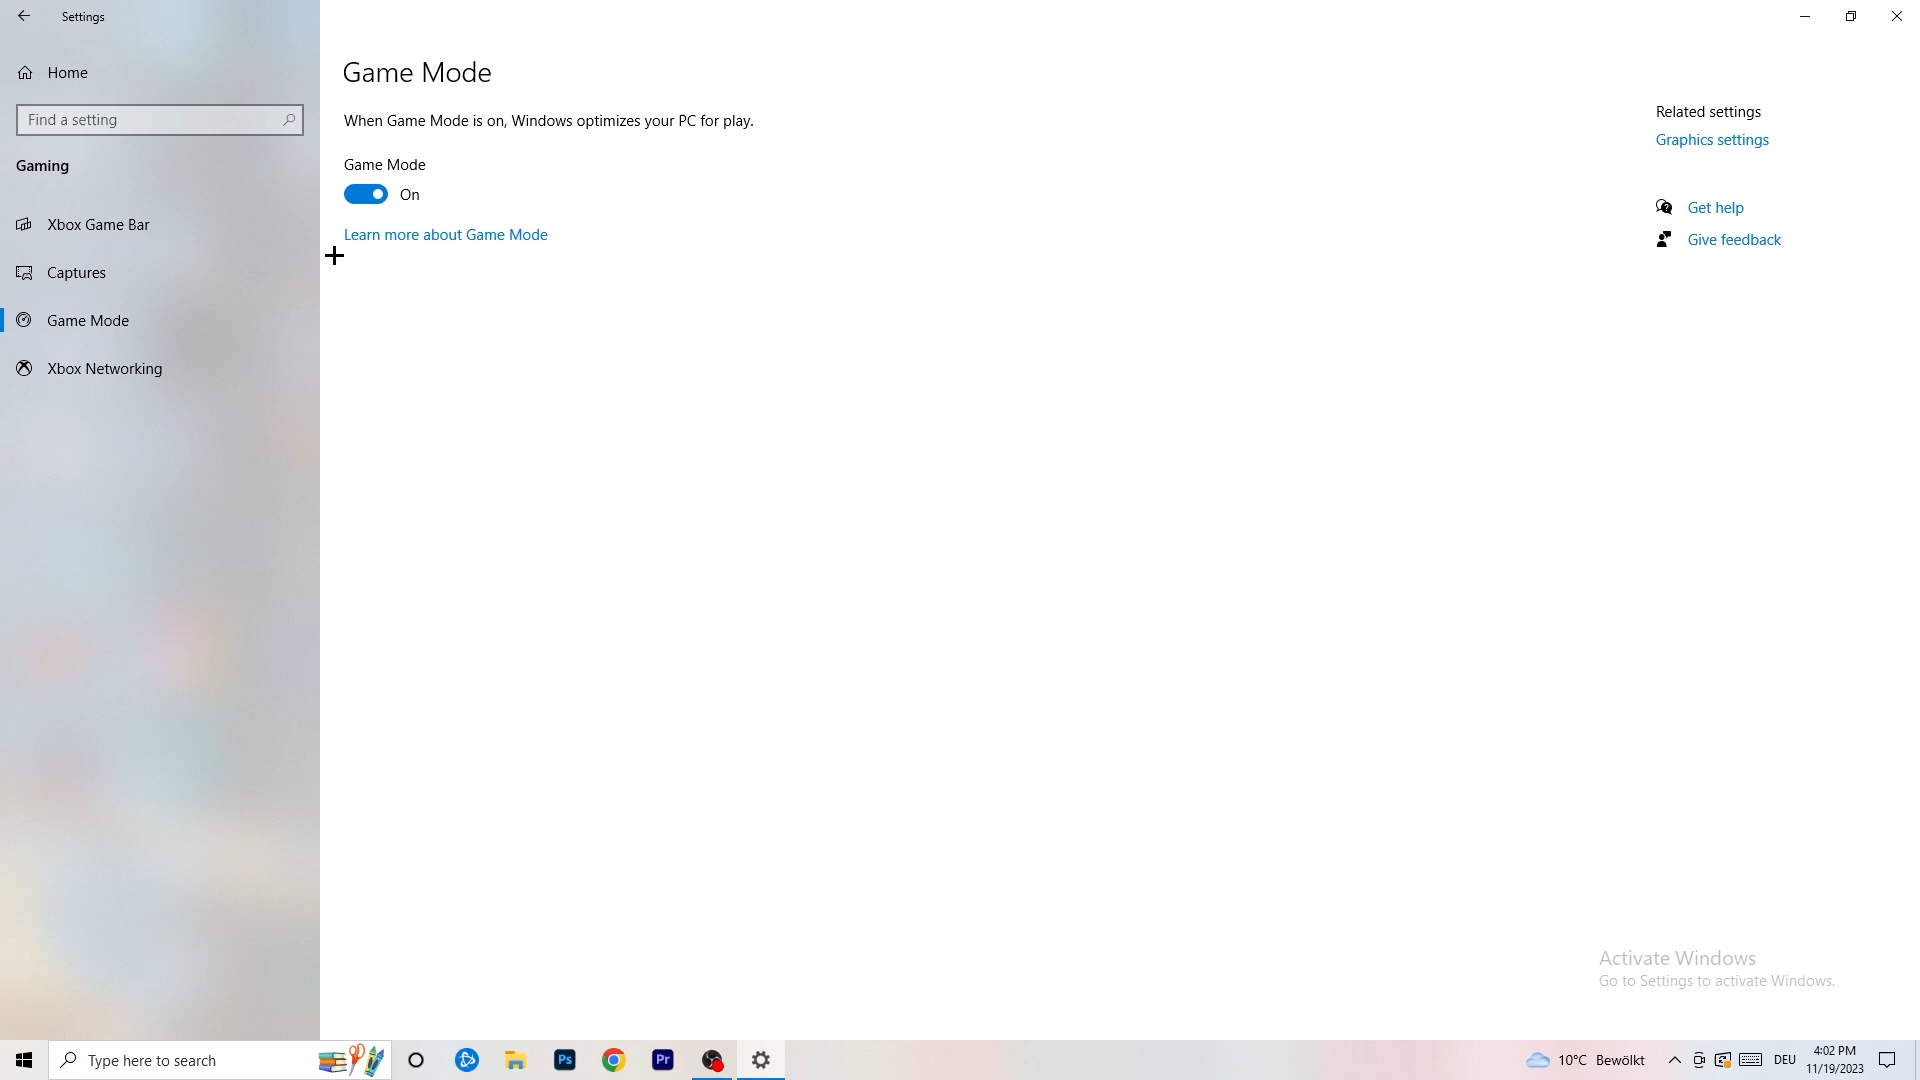 Settings
Home
Find a setting
Gaming
Xbox Game Bar
Captures
Game Mode
Xbox Networking
Game Mode
When Game Mode is on, Windows optimizes your PC for play.
Game Mode
On
Learn more about Game Mode
Related settings
Graphics settings
Get help
Give feedback
Activate Windows
Go to Settings to activate Windows.
Type here to search
Ps
Pr
10°C Bewölkt
DEU
4:02 PM
11/19/2023